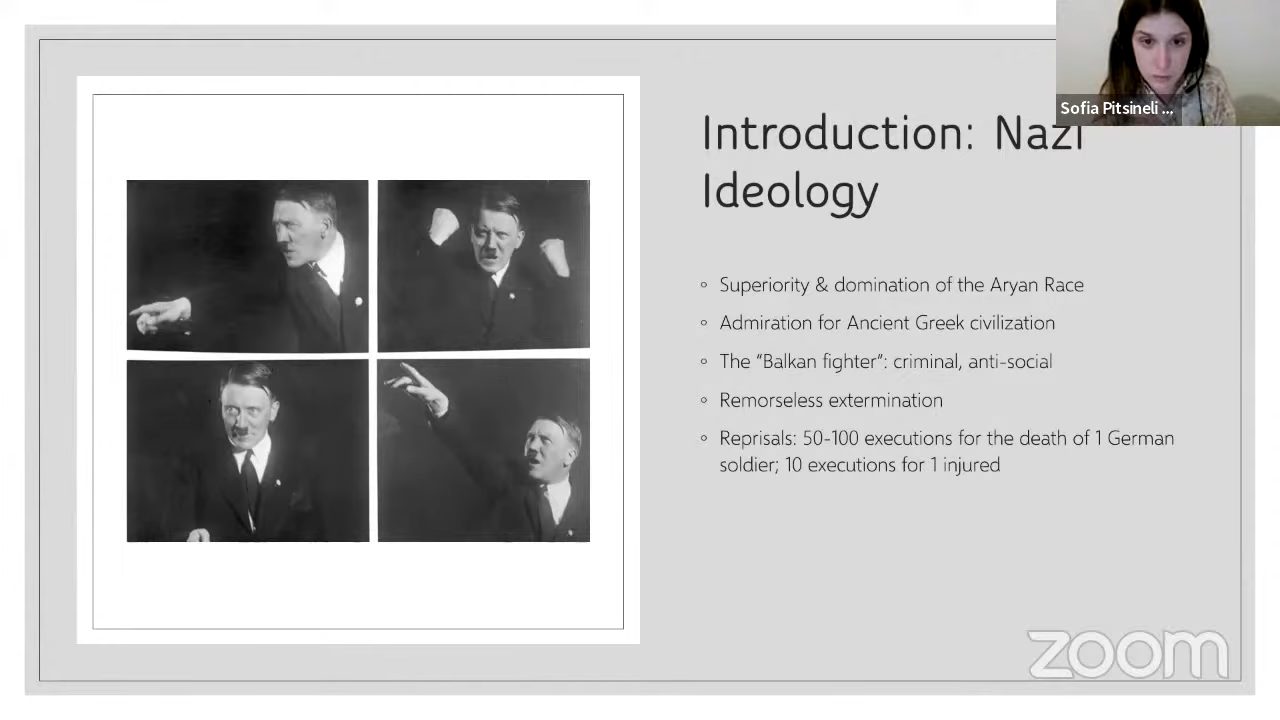 Sofia Pitsineli ...
Introduction: Nazi
Ideology
Superiority & domination of the Aryan Race
Admiration for Ancient Greek civilization
The "Balkan fighter": criminal, anti-social
Remorseless extermination
Reprisals: 50-100 executions for the death of 1 German
soldier; 10 executions for 1 injured
zoom